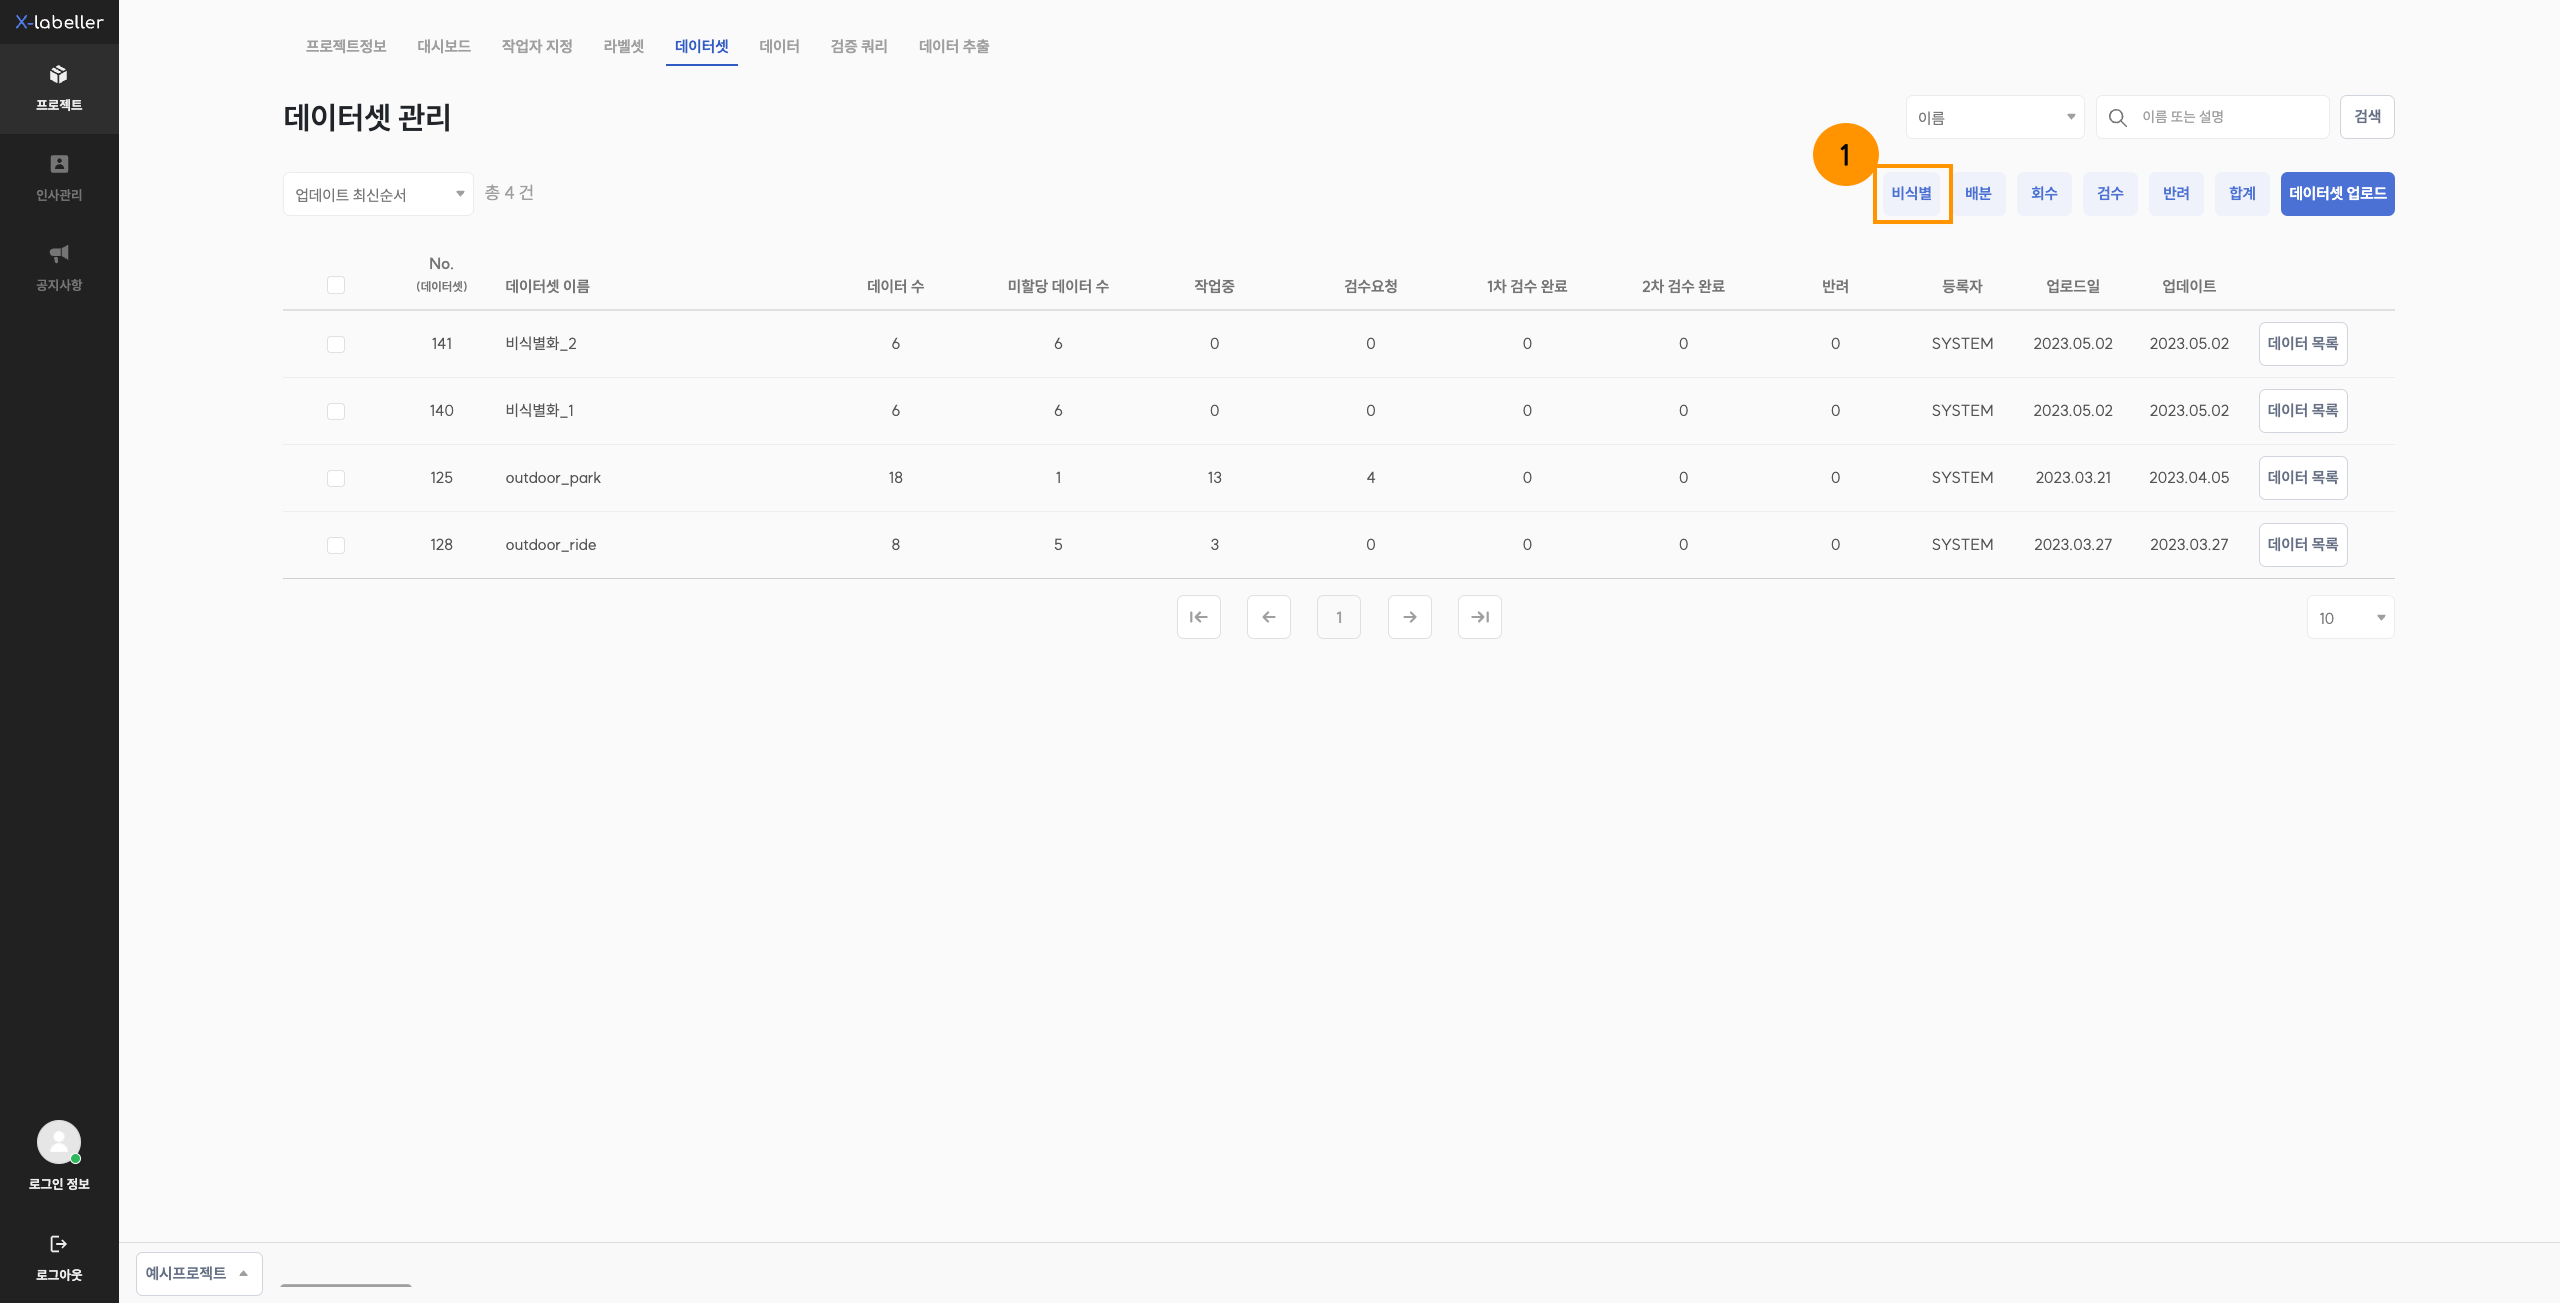 X-labeller
프로젝트
인사관리
공지사항
로그인 정보
로그아웃
프로젝트정보 대시보드 작업자 지정 라벨셋 데이터셋 데이터 검증 쿼리 데이터 추출
데이터셋 관리
이름 이름 또는 설명 검색
1
업데이트 최신순서 총 4 건
비식별 배분 회수 검수 반려 합계 데이터셋 업로드
No.
(데이터셋) 데이터셋 이름 데이터 수 미할당 데이터 수 작업중 검수요청 1차 검수 완료 2차 검수 완료 반려 등록자 업로드일 업데이트
141 비식별화_2 6 6 0 0 0 0 0 SYSTEM 2023.05.02 2023.05.02 데이터 목록
140 비식별화_1 6 6 0 0 0 0 0 SYSTEM 2023.05.02 2023.05.02 데이터 목록
125 outdoor_park 18 1 13 4 0 0 0 SYSTEM 2023.03.21 2023.04.05 데이터 목록
128 outdoor_ride 8 5 3 0 0 0 0 SYSTEM 2023.03.27 2023.03.27 데이터 목록
1
10
예시프로젝트